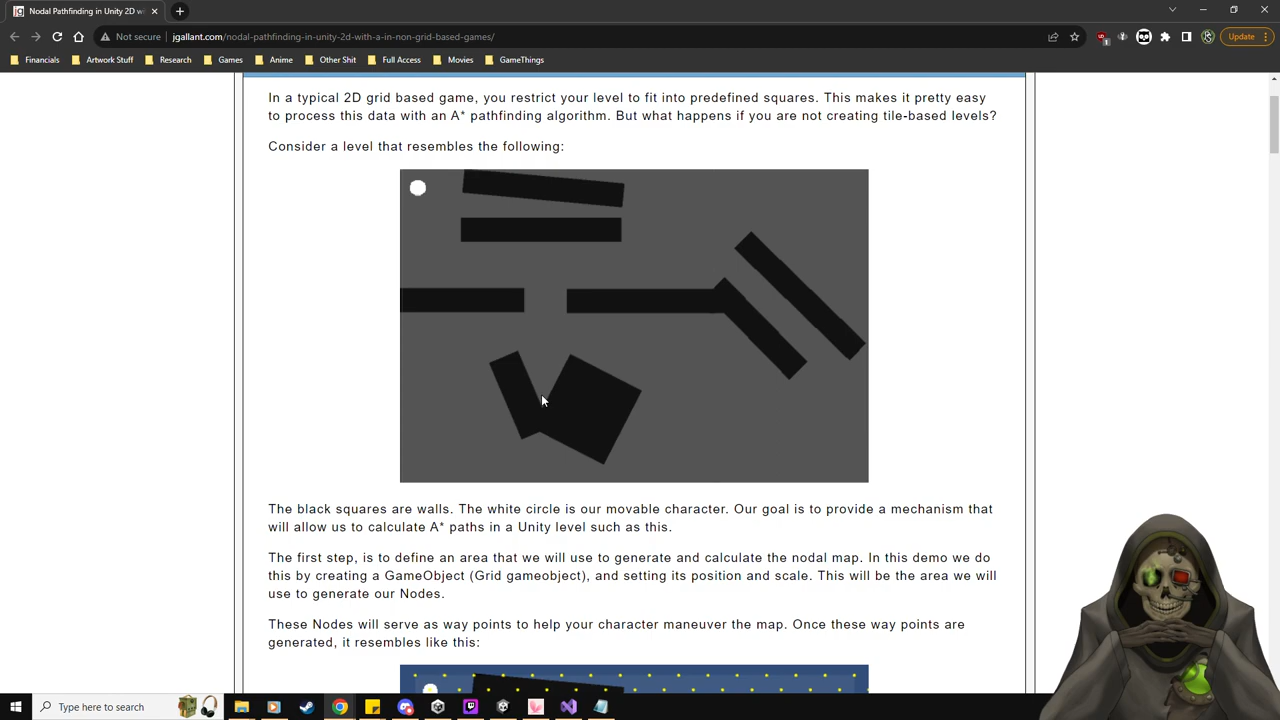 Nodal Pathfinding in Unity 2D wi
Not secure
jgallant.com/nodal-pathfinding-in-unity-2d-with-a-in-non-grid-based-games/
Update
Financials
Artwork Stuff
Research
Games
Anime
Other Shit
Full Access
Movies
GameThings
In a typical 2D grid based game, you restrict your level to fit into predefined squares. This makes it pretty easy
to process this data with an A* pathfinding algorithm. But what happens if you are not creating tile-based levels?
Consider a level that resembles the following:
The black squares are walls. The white circle is our movable character. Our goal is to provide a mechanism that
will allow us to calculate A* paths in a Unity level such as this.
The first step, is to define an area that we will use to generate and calculate the nodal map. In this demo we do
this by creating a GameObject (Grid gameobject), and setting its position and scale. This will be the area we will
use to generate our Nodes.
These Nodes will serve as way points to help your character maneuver the map. Once these way points are
generated, it resembles like this:
Type here to search